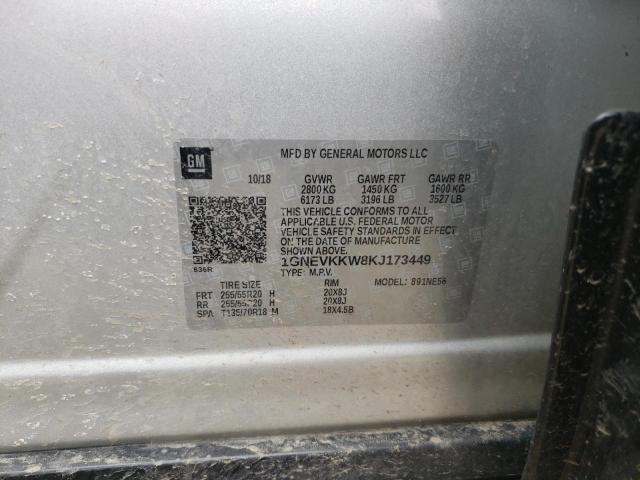 GM
MFD BY GENERAL MOTORS LLC
10/18 GVWR GAWR FRT GAWR RR
2800 KG 1450 KG 1600 KG
6173 LB 3196 LB 3527 LB
THIS VEHICLE CONFORMS TO ALL
APPLICABLE U.S. FEDERAL MOTOR
VEHICLE SAFETY STANDARDS IN EFFECT
ON THE DATE OF MANUFACTURE
SHOWN ABOVE.
636R
1GNEVKKW8KJ173449
TYPE: M.P.V. MODEL: 891NE56
TIRE SIZE RIM
FRT 255/55R20 H 20X8J
RR 255/55R20 H 20X8J
SPA T135/70R18 M 18X4.5B